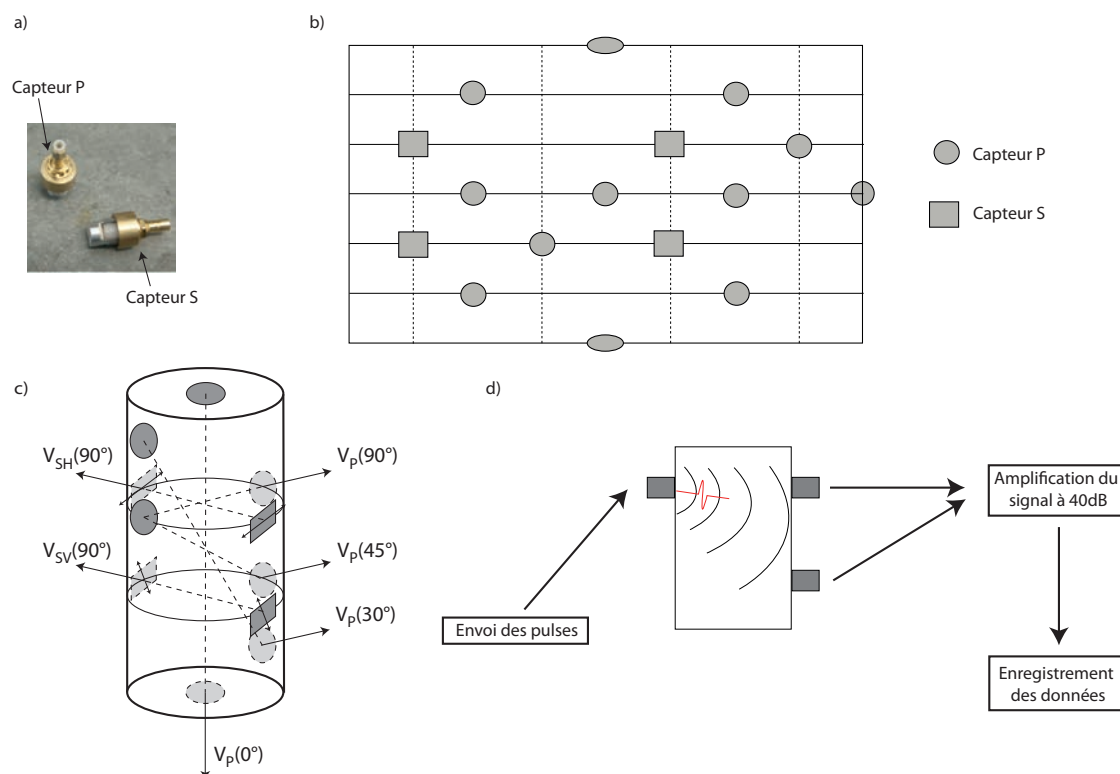 a)
Capteur P
Capteur S
b)
Capteur P
Capteur S
c)
V_SH(90°)
V_P(90°)
V_SV(90°)
V_P(45°)
V_P(30°)
V_P(0°)
d)
Envoi des pulses
Amplification du
signal à 40dB
Enregistrement
des données